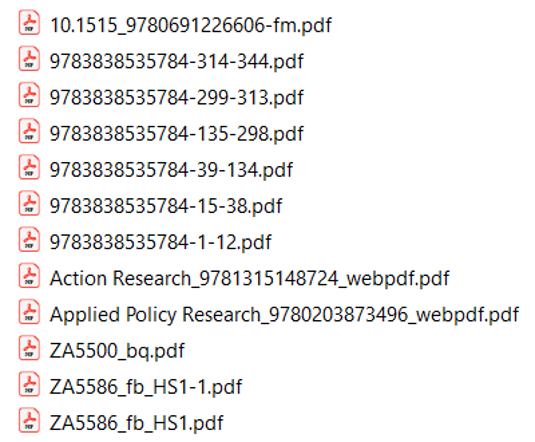 10.1515_9780691226606-fm.pdf
9783838535784-314-344.pdf
9783838535784-299-313.pdf
9783838535784-135-298.pdf
9783838535784-39-134.pdf
9783838535784-15-38.pdf
9783838535784-1-12.pdf
Action Research_9781315148724_webpdf.pdf
Applied Policy Research_9780203873496_webpdf.pdf
ZA5500_bq.pdf
ZA5586_fb_HS1-1.pdf
ZA5586_fb_HS1.pdf